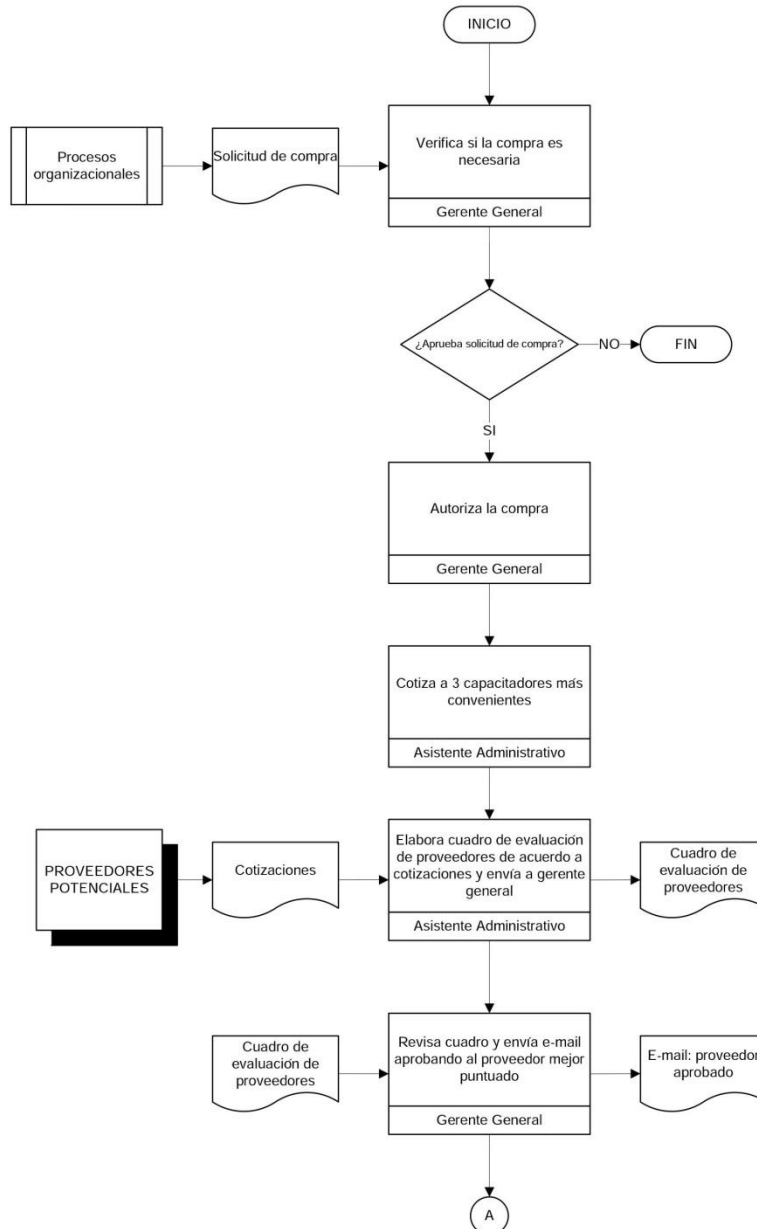 INICIO
Procesos
organizacionales
Solicitud de compra
Verifica si la compra es
necesaria
Gerente General
¿Aprueba solicitud de compra?
NO
FIN
SI
Autoriza la compra
Gerente General
Cotiza a 3 capacitadores más
convenientes
Asistente Administrativo
PROVEEDORES
POTENCIALES
Cotizaciones
Elabora cuadro de evaluación
de proveedores de acuerdo a
cotizaciones y envía a gerente
general
Asistente Administrativo
Cuadro de
evaluación de
proveedores
Cuadro de
evaluación de
proveedores
Revisa cuadro y envía e-mail
aprobando al proveedor mejor
puntuado
Gerente General
E-mail: proveedor
aprobado
A